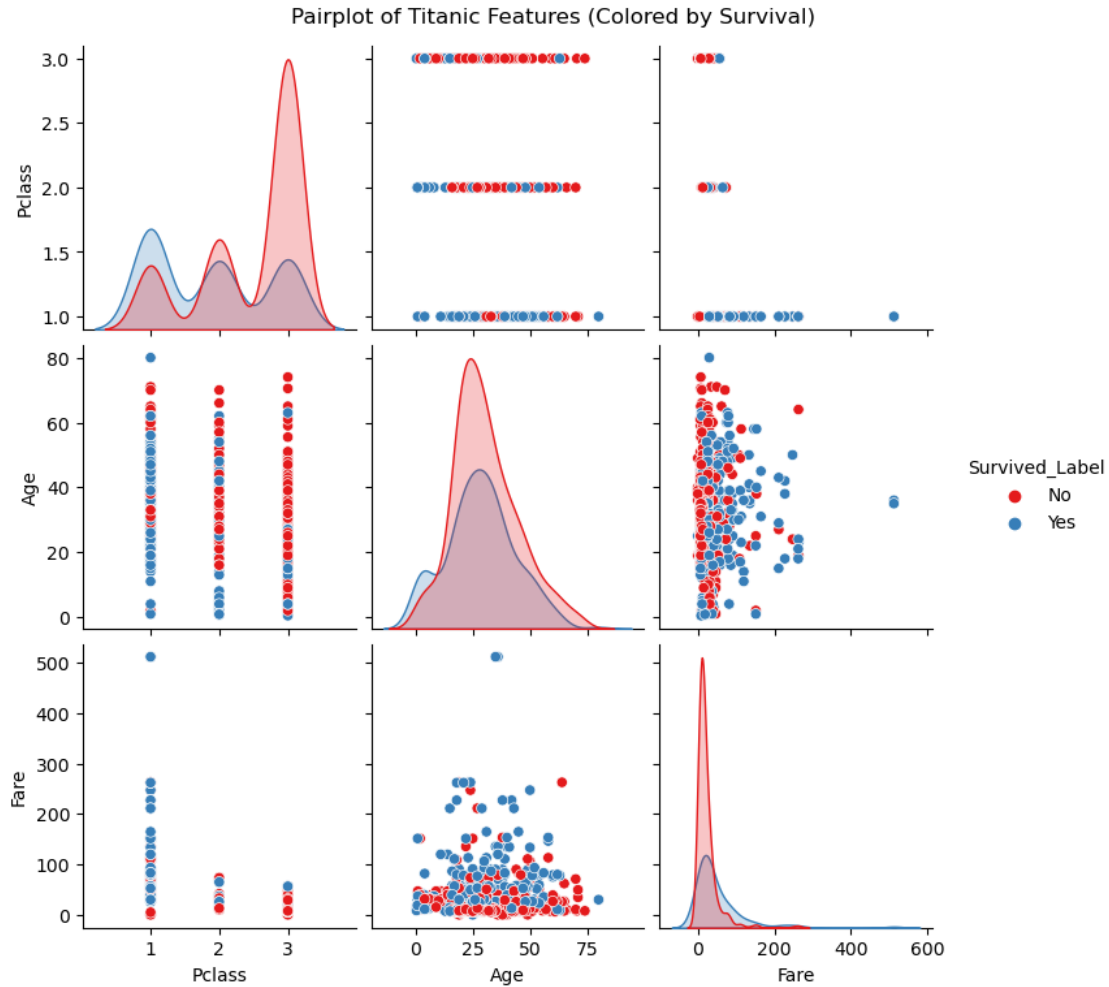 Pairplot of Titanic Features (Colored by Survival)
3.0
2.5
2.0
1.5
1.0
Pclass
80
60
40
20
0
Age
Survived_Label
No
Yes
500
400
300
200
100
0
Fare
1 2 3
Pclass
0 25 50 75
Age
0 200 400 600
Fare